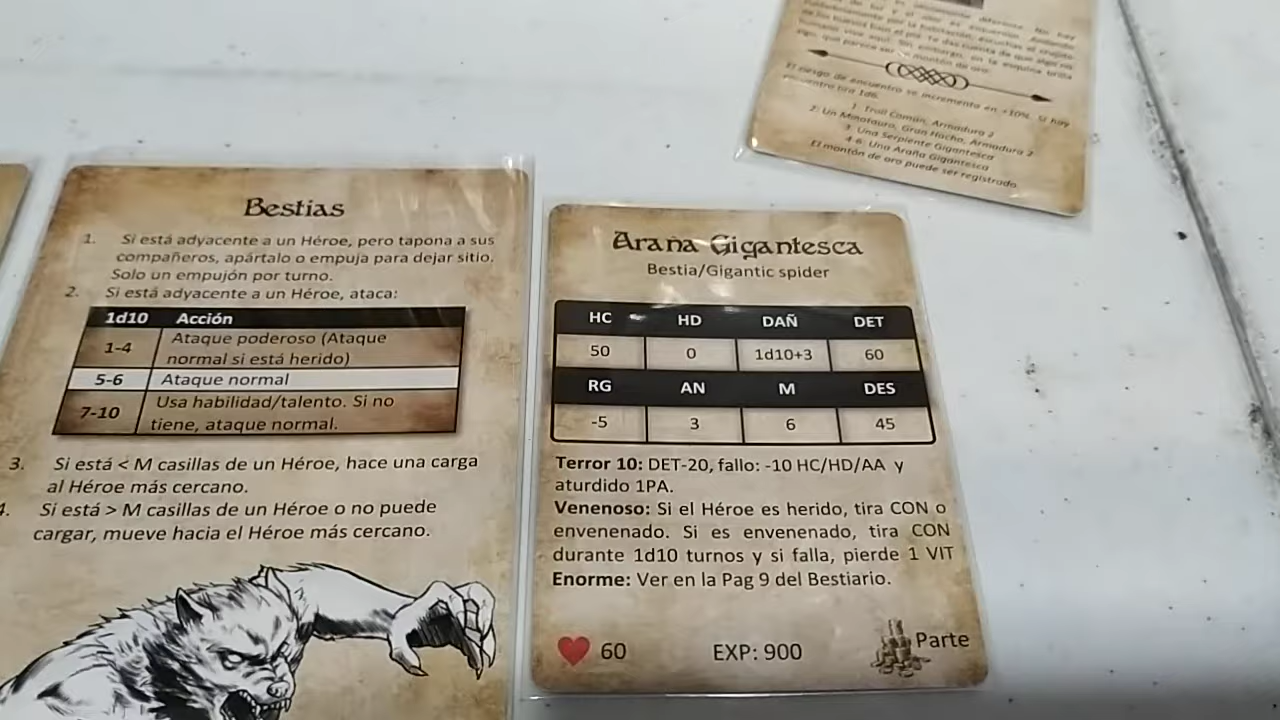 Bestias
1. Si está adyacente a un Héroe, pero tapona a sus
compañeros, apártalo o empuja para dejar sitio.
Solo un empujón por turno.
2. Si está adyacente a un Héroe, ataca:
1d10 Acción
1-4 Ataque poderoso (Ataque
normal si está herido)
5-6 Ataque normal
7-10 Usa habilidad/talento. Si no
tiene, ataque normal.
3. Si está < M casillas de un Héroe, hace una carga
al Héroe más cercano.
4. Si está > M casillas de un Héroe o no puede
cargar, mueve hacia el Héroe más cercano.
Araña Gigantesca
Bestia/Gigantic spider
HC HD DAÑ DET
50 0 1d10+3 60
RG AN M DES
-5 3 6 45
Terror 10: DET-20, fallo: -10 HC/HD/AA y
aturdido 1PA.
Venenoso: Si el Héroe es herido, tira CON o
envenenado. Si es envenenado, tira CON
durante 1d10 turnos y si falla, pierde 1 VIT
Enorme: Ver en la Pag 9 del Bestiario.
60 EXP: 900 Parte
El riesgo de encuentro se incrementa en +10%. Si hay
encuentro tira 1d6:
1: Troll Común, Armadura 2
2: Un Minotauro, Gran Hacha, Armadura 2
3: Una Serpiente Gigantesca
4-6: Una Araña Gigantesca
El montón de oro puede ser registrado.